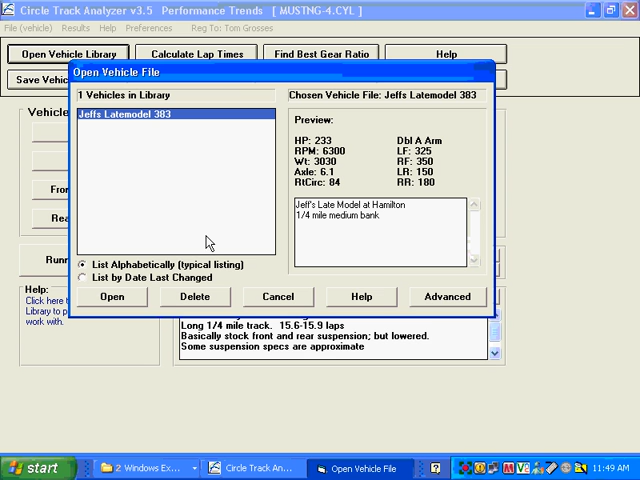 Circle Track Analyzer v3.5   Performance Trends   [ MUSTNG-4.CYL ]
File (vehicle)   Results   Help   Preferences   Reg To: Tom Grosses
Open Vehicle Library   Calculate Lap Times   Find Best Gear Ratio   Help
Open Vehicle File
1 Vehicles in Library   Chosen Vehicle File: Jeffs Latemodel 383
Jeffs Latemodel 383
Preview:
HP: 233   Dbl A Arm
RPM: 6300   LF: 325
Wt: 3030   RF: 350
Axle: 6.1   LR: 150
RtCirc: 84   RR: 180
Jeff's Late Model at Hamilton
1/4 mile medium bank
List Alphabetically (typical listing)
List by Date Last Changed
Open   Delete   Cancel   Help   Advanced
Help:
Click here t
Library to p
work with.
Long 1/4 mile track.  15.6-15.9 laps
Basically stock front and rear suspension; but lowered.
Some suspension specs are approximate
start   2 Windows Ex...   Circle Track An...   Open Vehicle File   11:49 AM